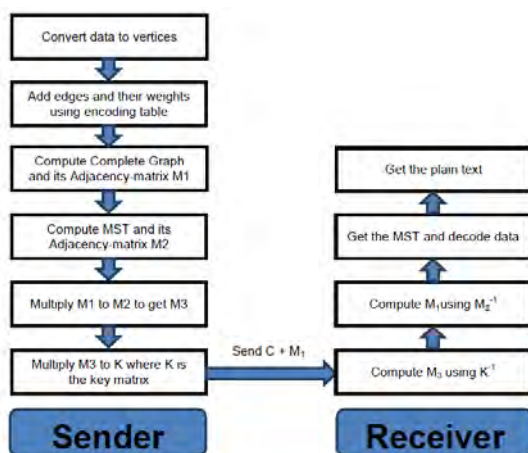 Convert data to vertices
Add edges and their weights
using encoding table
Compute Complete Graph
and its Adjacency-matrix M1
Compute MST and its
Adjacency-matrix M2
Multiply M1 to M2 to get M3
Multiply M3 to K where K is
the key matrix
Sender
Send C + M₁
Get the plain text
Get the MST and decode data
Compute M₁using M₂⁻¹
Compute M₃ using K⁻¹
Receiver